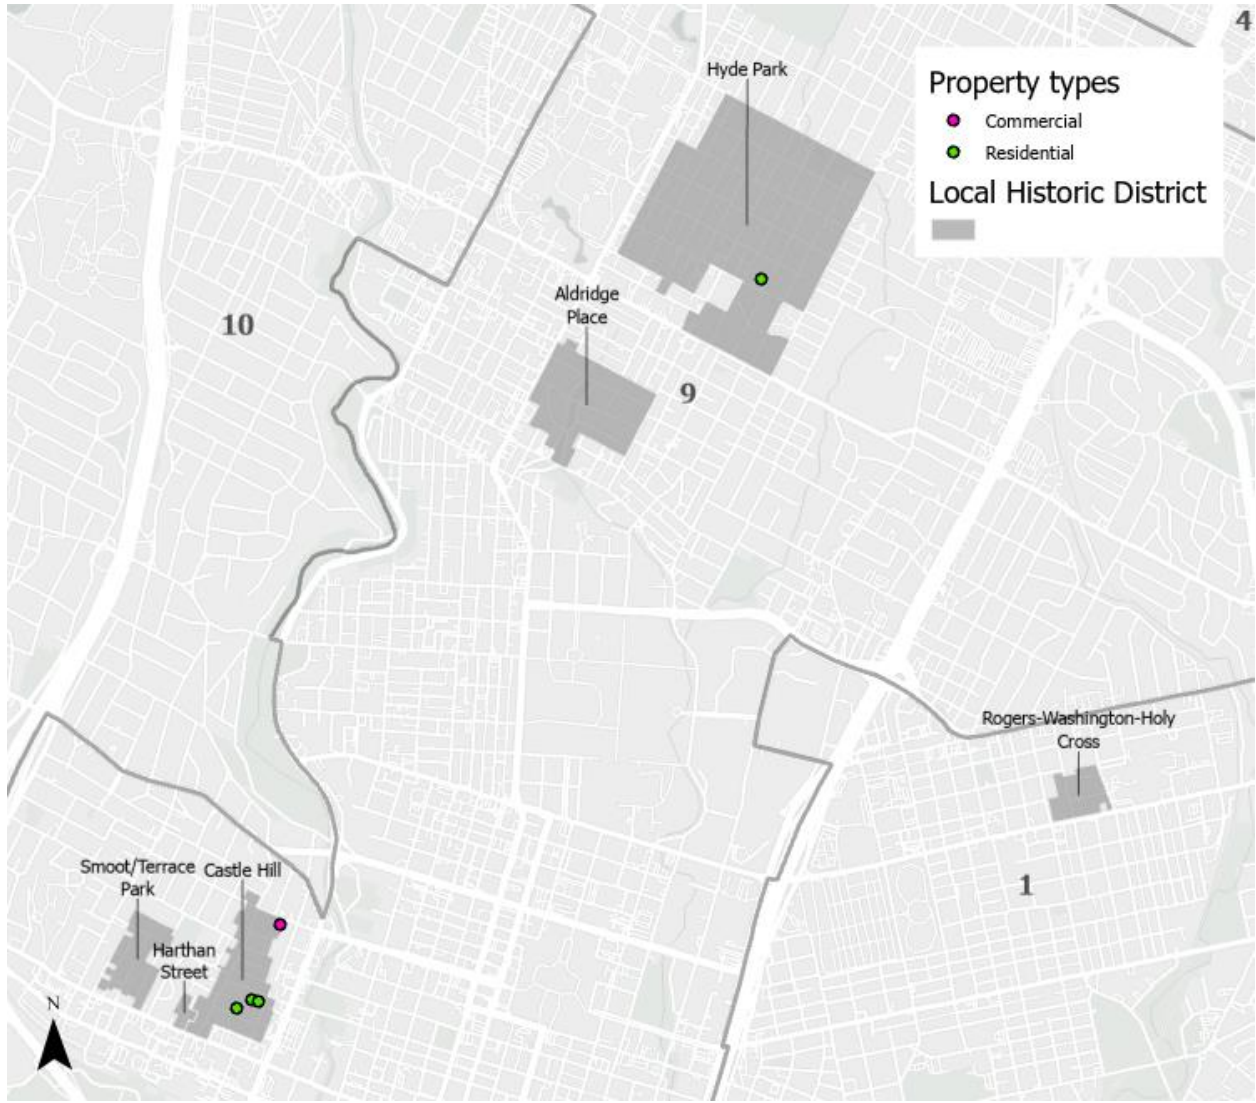 4
Hyde Park
Property types
Commercial
Residential
Local Historic District
Aldridge
Place
10
9
Rogers-Washington-Holy
Cross
Smoot/Terrace
Park
Castle Hill
1
Harthan
Street
N